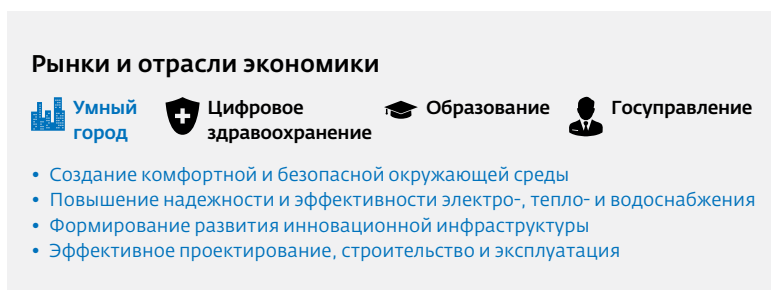 Рынки и отрасли экономики
Умный город
Цифровое здравоохранение
Образование
Госуправление
• Создание комфортной и безопасной окружающей среды
• Повышение надежности и эффективности электро-, тепло- и водоснабжения
• Формирование развития инновационной инфраструктуры
• Эффективное проектирование, строительство и эксплуатация